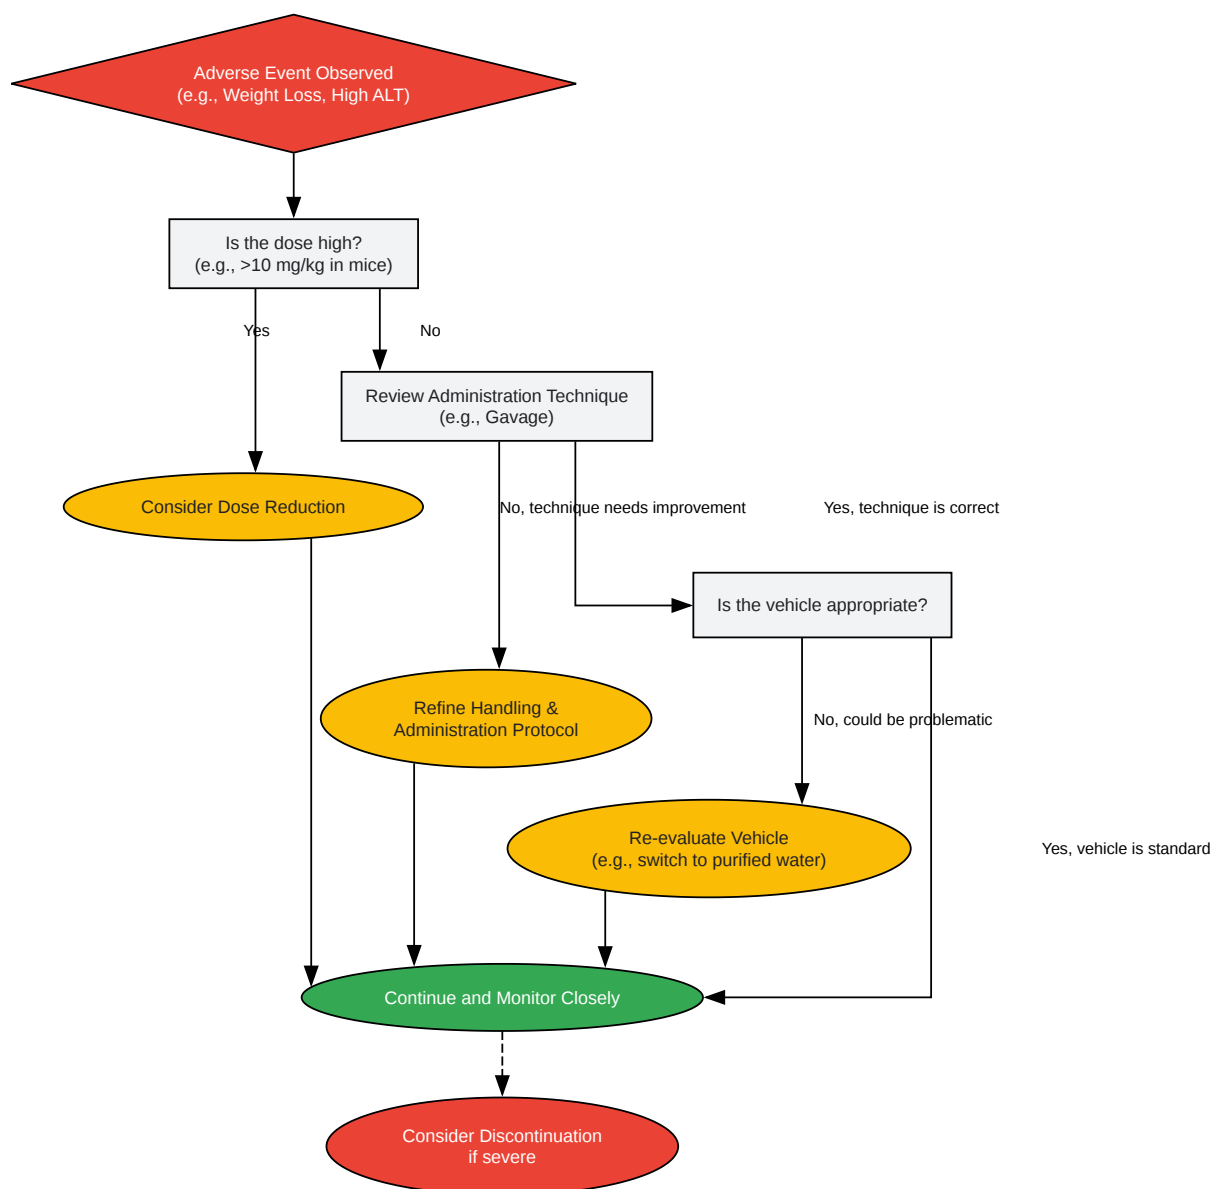 Adverse Event Observed
(e.g., Weight Loss, High ALT)
Is the dose high?
(e.g., >10 mg/kg in mice)
Yes
No
Review Administration Technique
(e.g., Gavage)
Consider Dose Reduction
No, technique needs improvement
Yes, technique is correct
Is the vehicle appropriate?
Refine Handling &
Administration Protocol
No, could be problematic
Re-evaluate Vehicle
(e.g., switch to purified water)
Yes, vehicle is standard
Continue and Monitor Closely
Consider Discontinuation
if severe